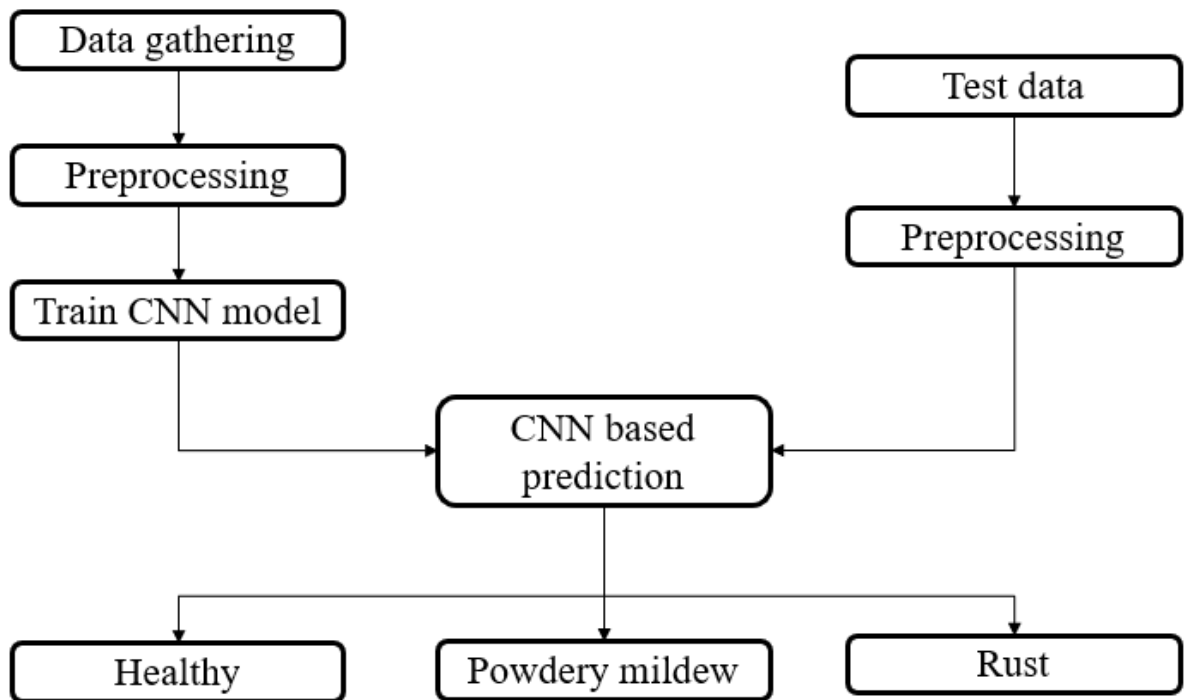 Data gathering
Test data
Preprocessing
Preprocessing
Train CNN model
CNN based
prediction
Healthy
Powdery mildew
Rust